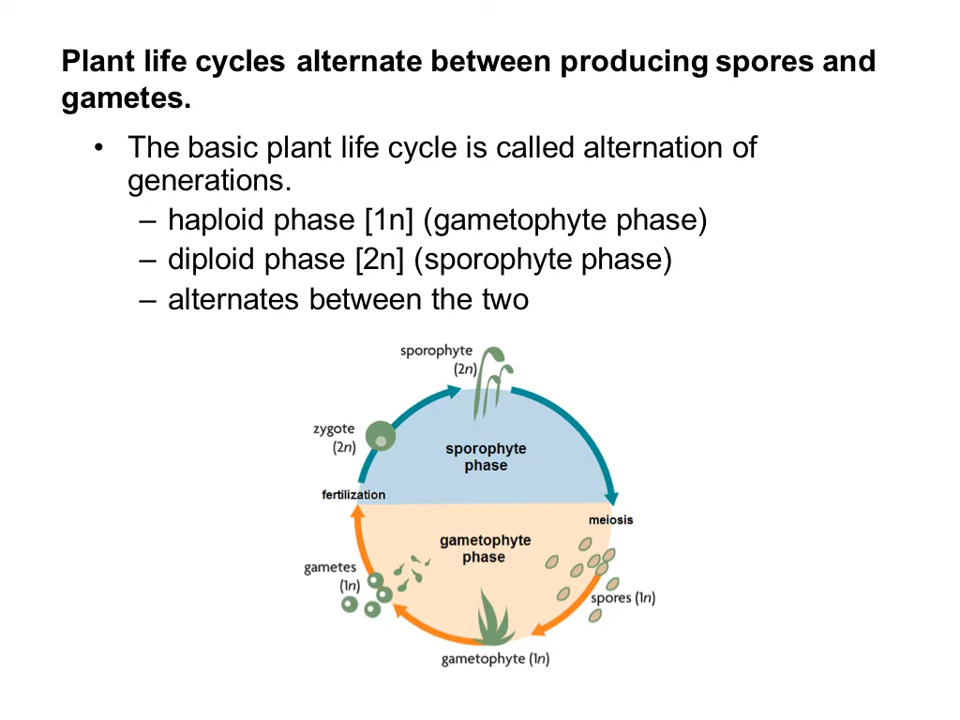 Plant life cycles alternate between producing spores and
gametes.
• The basic plant life cycle is called alternation of
generations.
– haploid phase [1n] (gametophyte phase)
– diploid phase [2n] (sporophyte phase)
– alternates between the two
sporophyte
(2n)
zygote
(2n)
sporophyte
phase
fertilization
meiosis
gametophyte
phase
gametes
(1n)
spores (1n)
gametophyte (1n)